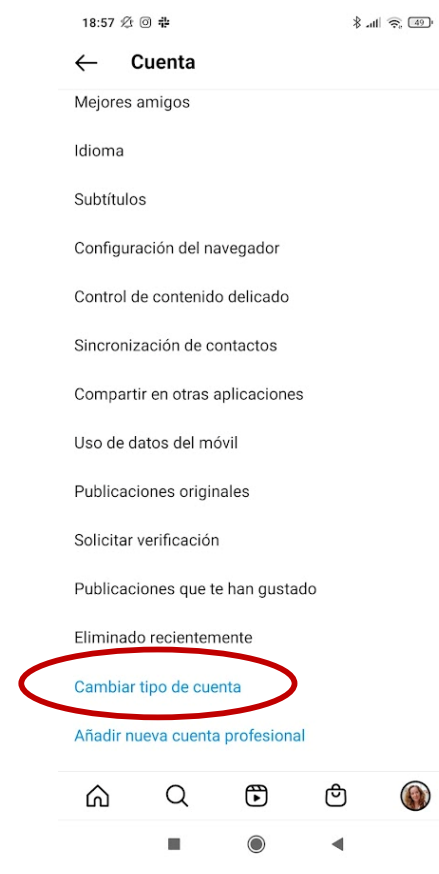 18:57
49
Cuenta
Mejores amigos
Idioma
Subtítulos
Configuración del navegador
Control de contenido delicado
Sincronización de contactos
Compartir en otras aplicaciones
Uso de datos del móvil
Publicaciones originales
Solicitar verificación
Publicaciones que te han gustado
Eliminado recientemente
Cambiar tipo de cuenta
Añadir nueva cuenta profesional